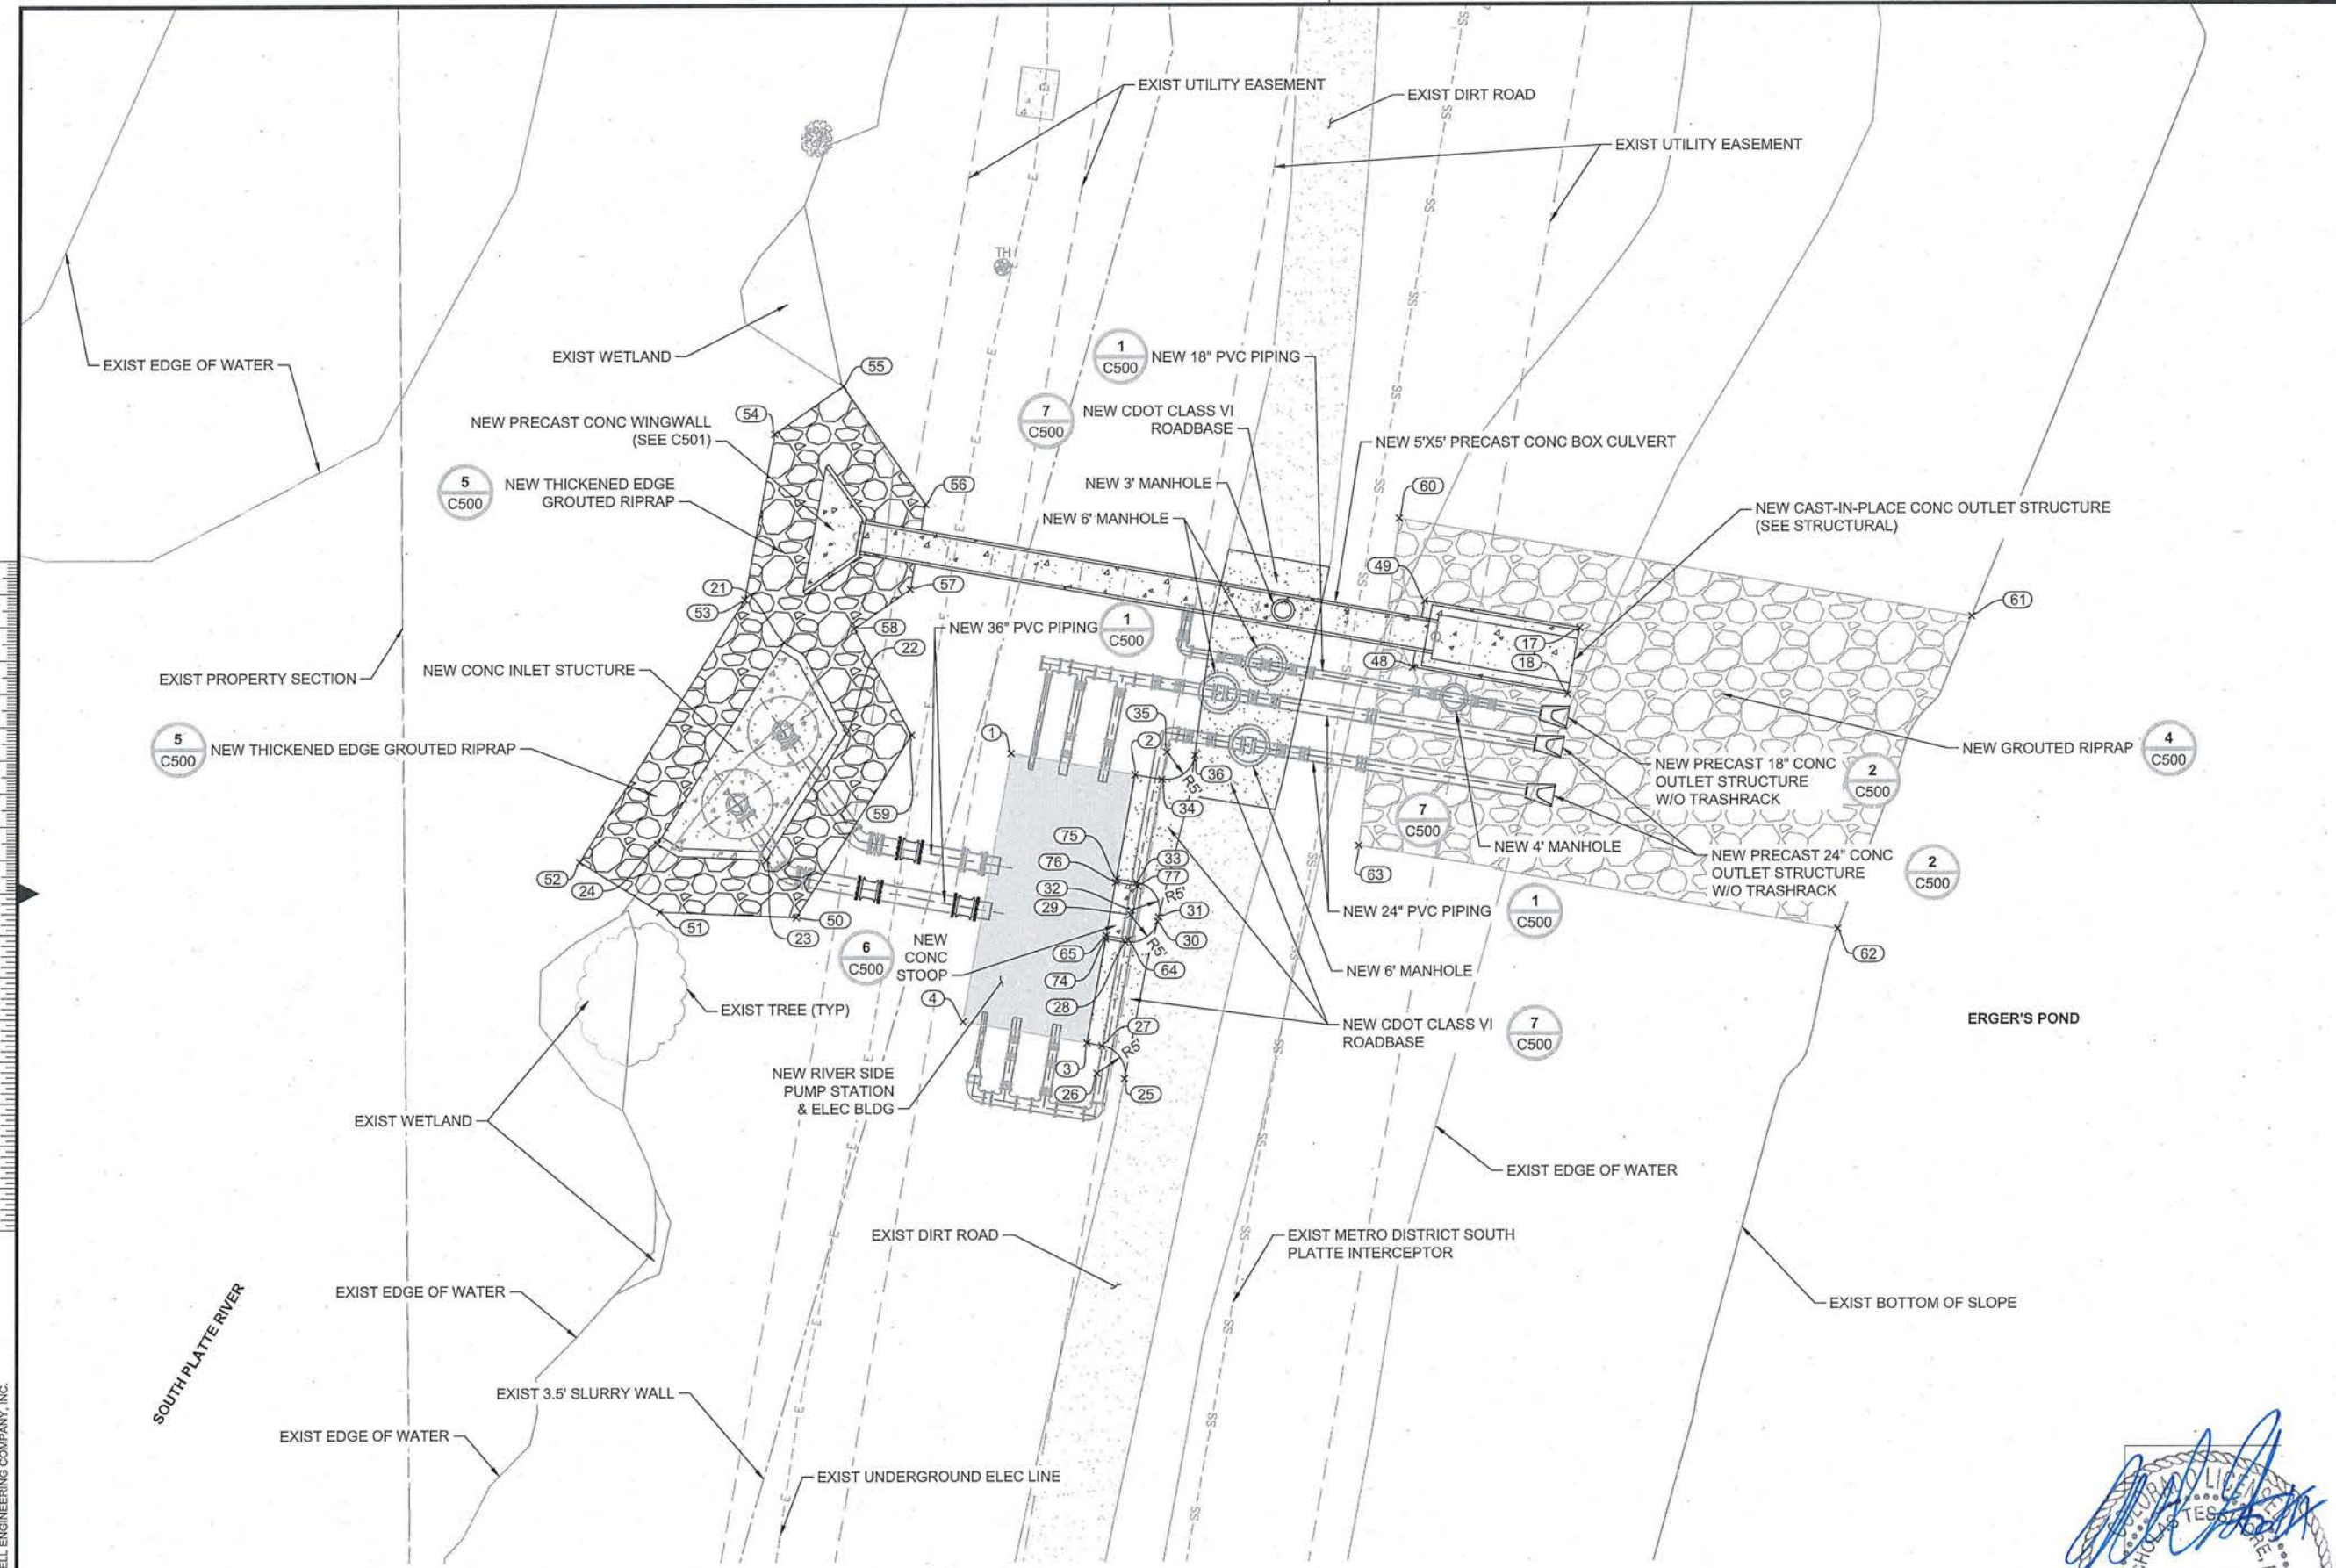 EXIST UTILITY EASEMENT
EXIST DIRT ROAD
EXIST UTILITY EASEMENT
TH
EXIST EDGE OF WATER
EXIST WETLAND
55
1
C500
NEW 18" PVC PIPING
54
NEW PRECAST CONC WINGWALL
(SEE C501)
7
C500
NEW CDOT CLASS VI
ROADBASE
NEW 5'X5' PRECAST CONC BOX CULVERT
5
C500
NEW THICKENED EDGE
GROUTED RIPRAP
56
NEW 3' MANHOLE
60
NEW 6' MANHOLE
NEW CAST-IN-PLACE CONC OUTLET STRUCTURE
(SEE STRUCTURAL)
49
21
53
57
61
58
NEW 36" PVC PIPING
1
C500
22
17
18
48
EXIST PROPERTY SECTION
NEW CONC INLET STUCTURE
35
1
2
5
C500
NEW THICKENED EDGE GROUTED RIPRAP
NEW GROUTED RIPRAP
4
C500
36
R5'
34
NEW PRECAST 18" CONC
OUTLET STRUCTURE
W/O TRASHRACK
2
C500
59
7
C500
75
76
NEW 4' MANHOLE
33
77
NEW PRECAST 24" CONC
OUTLET STRUCTURE
W/O TRASHRACK
2
C500
52
24
63
32
R5'
29
31
NEW 24" PVC PIPING
1
C500
51
50
23
30
R5'
6
C500
NEW
CONC
STOOP
65
64
74
62
NEW 6' MANHOLE
28
4
EXIST TREE (TYP)
ERGER'S POND
NEW CDOT CLASS VI
ROADBASE
7
C500
27
R5'
3
26
25
NEW RIVER SIDE
PUMP STATION
& ELEC BLDG
EXIST WETLAND
EXIST EDGE OF WATER
EXIST DIRT ROAD
EXIST METRO DISTRICT SOUTH
PLATTE INTERCEPTOR
EXIST EDGE OF WATER
EXIST BOTTOM OF SLOPE
SOUTH PLATTE RIVER
EXIST 3.5' SLURRY WALL
EXIST EDGE OF WATER
EXIST UNDERGROUND ELEC LINE
ENGINEERING COMPANY, INC.